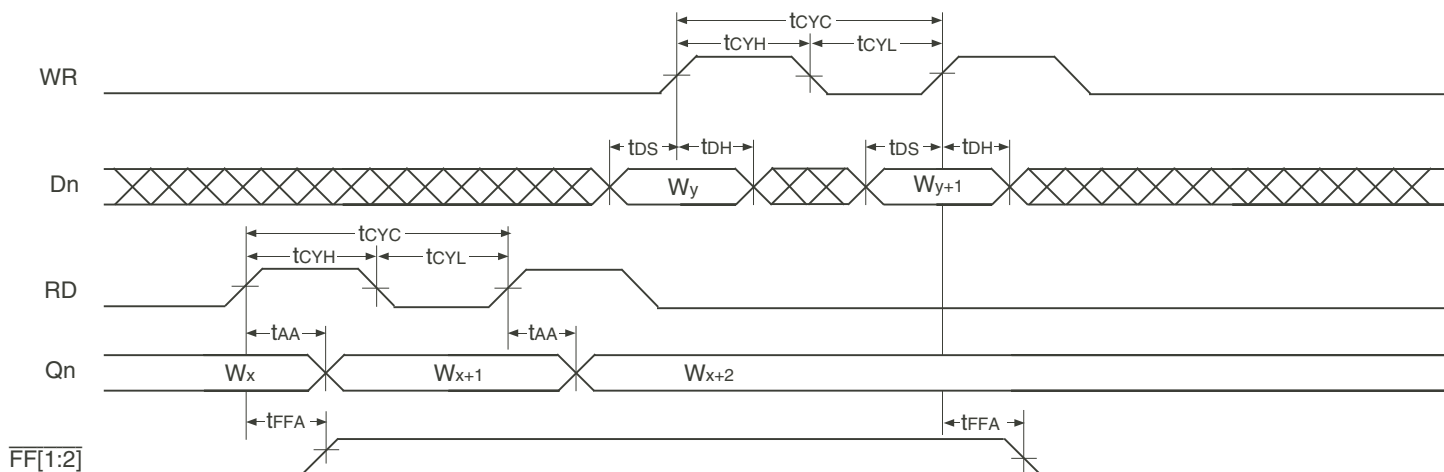 tCYC
tCYH tCYL
WR
tDS tDH tDS tDH
Dn Wy Wy+1
tCYC
tCYH tCYL
RD
tAA tAA
Qn Wx Wx+1 Wx+2
tFFA tFFA
FF[1:2]